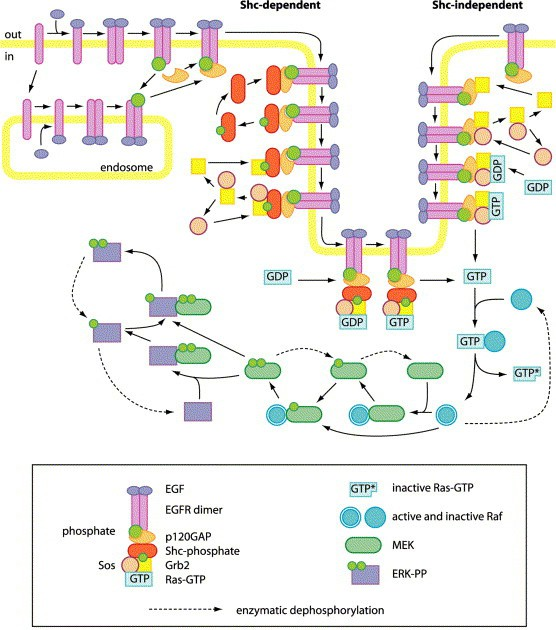 Shc-dependent
Shc-independent
out
in
endosome
GDP
GDP
GTP
GDP
GTP
GDP
GTP
GTP
GTP*
EGF
EGFR dimer
phosphate
p120GAP
Shc-phosphate
Sos
Grb2
GTP
Ras-GTP
GTP*
inactive Ras-GTP
active and inactive Raf
MEK
ERK-PP
enzymatic dephosphorylation